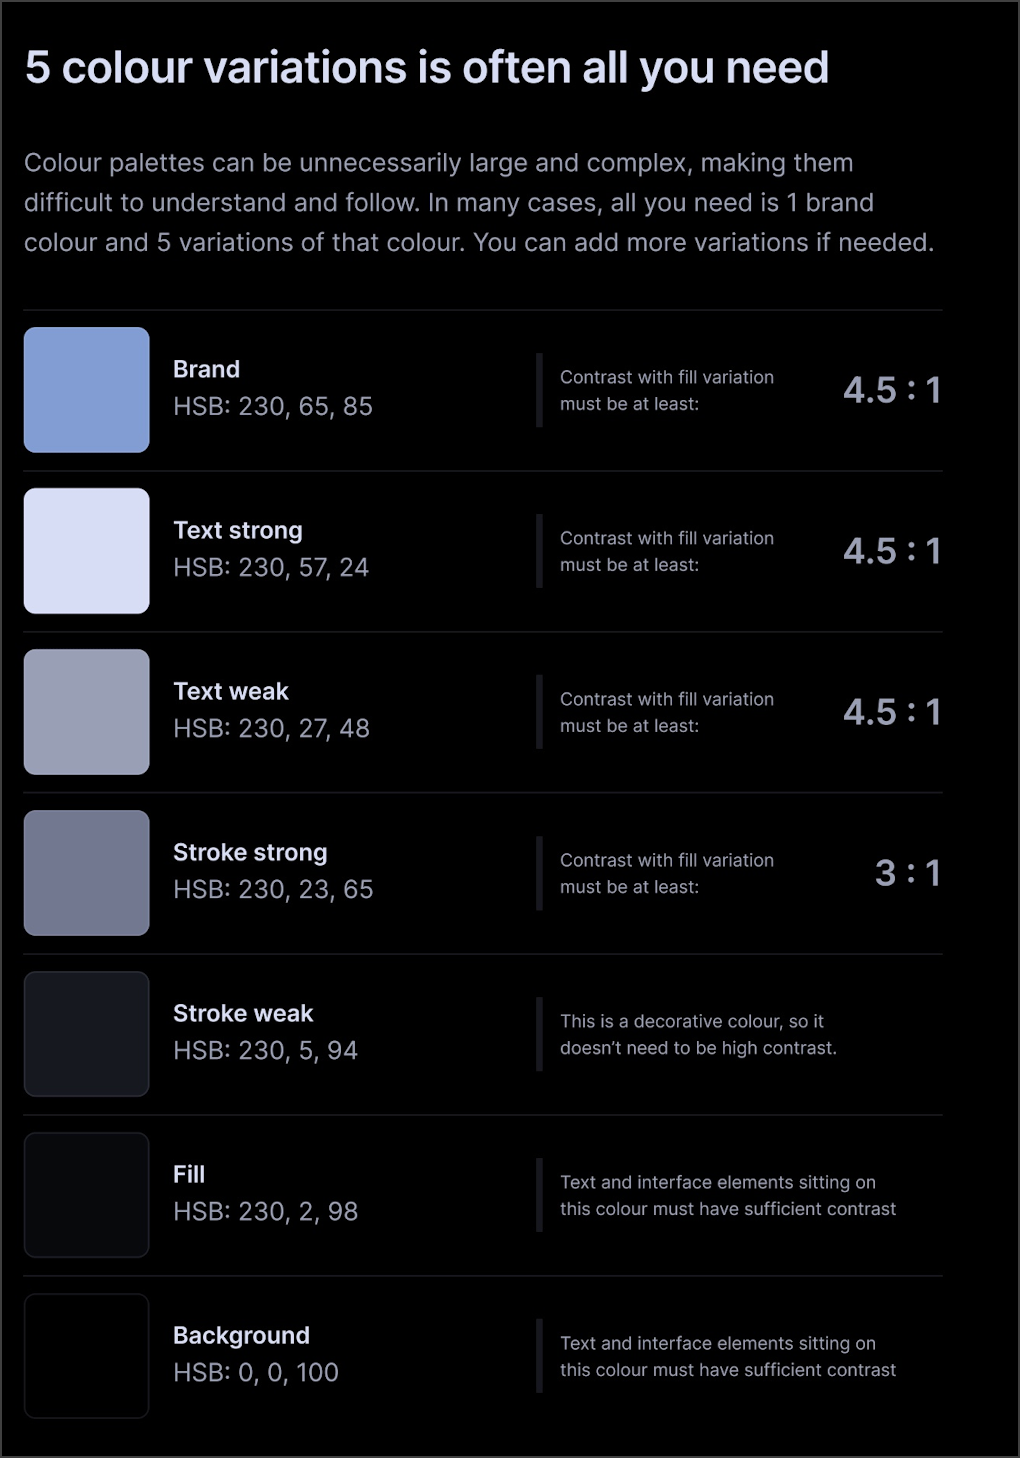 5 colour variations is often all you need
Colour palettes can be unnecessarily large and complex, making them
difficult to understand and follow. In many cases, all you need is 1 brand
colour and 5 variations of that colour. You can add more variations if needed.
Brand
HSB: 230, 65, 85
Contrast with fill variation
must be at least:
4.5 : 1
Text strong
HSB: 230, 57, 24
Contrast with fill variation
must be at least:
4.5 : 1
Text weak
HSB: 230, 27, 48
Contrast with fill variation
must be at least:
4.5 : 1
Stroke strong
HSB: 230, 23, 65
Contrast with fill variation
must be at least:
3 : 1
Stroke weak
HSB: 230, 5, 94
This is a decorative colour, so it
doesn’t need to be high contrast.
Fill
HSB: 230, 2, 98
Text and interface elements sitting on
this colour must have sufficient contrast
Background
HSB: 0, 0, 100
Text and interface elements sitting on
this colour must have sufficient contrast